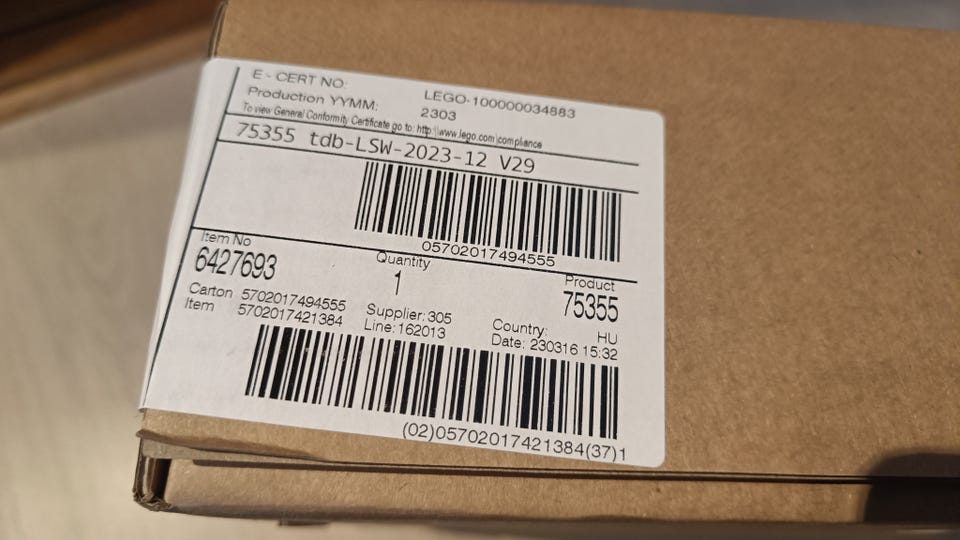 E - CERT NO: LEGO-100000034883
Production YYMM: 2303
To view General Conformity Certificate go to: http:\\www.lego.com\compliance
75355 tdb-LSW-2023-12 V29
05702017494555
Item No Quantity Product
6427693 1 75355
Carton 5702017494555 Supplier: 305 Country: HU
Item 5702017421384 Line: 162013 Date: 230316 15:32
(02)05702017421384(37)1